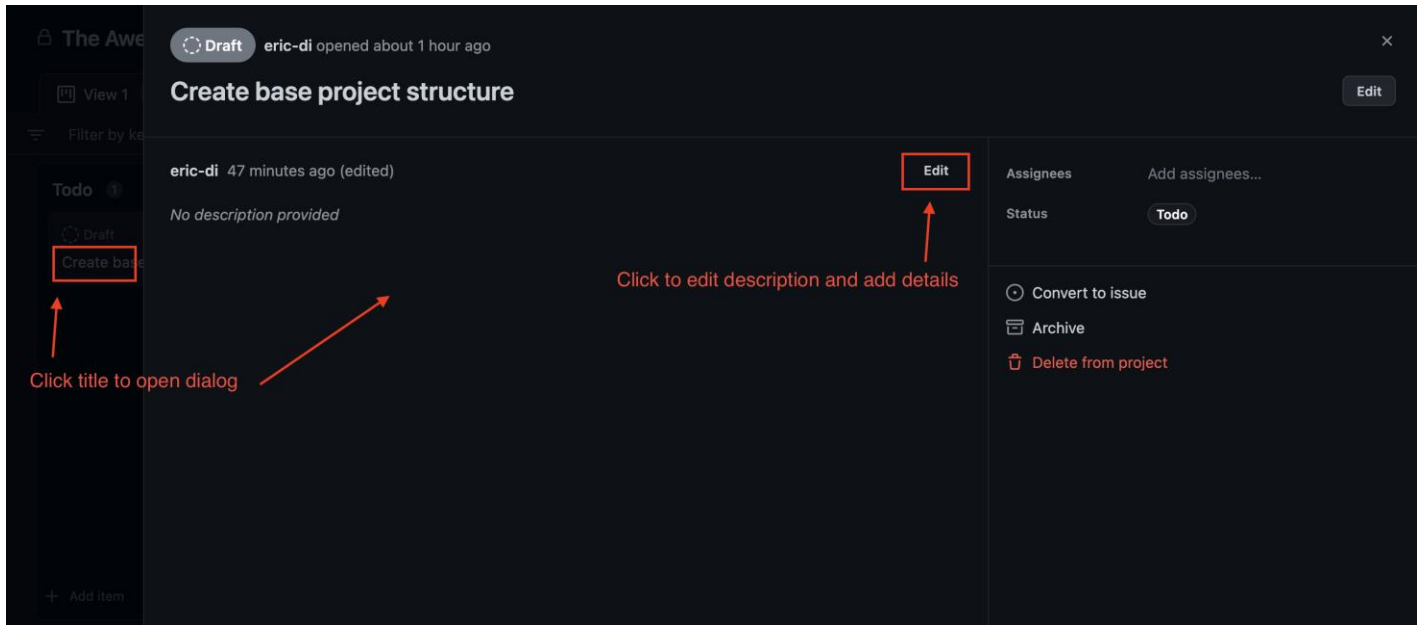 The Awe
Draft eric-di opened about 1 hour ago
Create base project structure
Edit
View 1
Filter by ke
eric-di 47 minutes ago (edited)
Edit
No description provided
Assignees Add assignees...
Status Todo
Todo 1
Draft
Create base
Click to edit description and add details
Convert to issue
Archive
Delete from project
Click title to open dialog
+ Add item